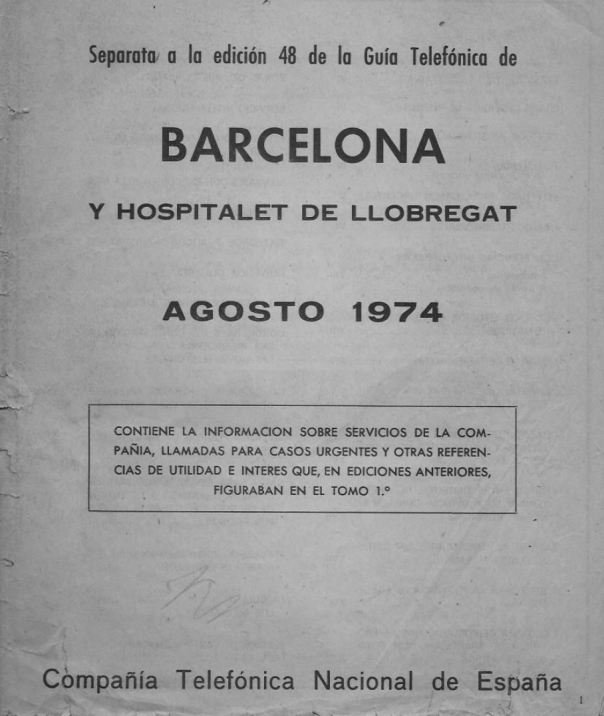 Separata a la edición 48 de la Guía Telefónica de
BARCELONA
Y HOSPITALET DE LLOBREGAT
AGOSTO 1974
CONTIENE LA INFORMACION SOBRE SERVICIOS DE LA COM-
PAÑIA, LLAMADAS PARA CASOS URGENTES Y OTRAS REFEREN-
CIAS DE UTILIDAD E INTERES QUE, EN EDICIONES ANTERIORES,
FIGURABAN EN EL TOMO 1.º
Compañía Telefónica Nacional de España
1